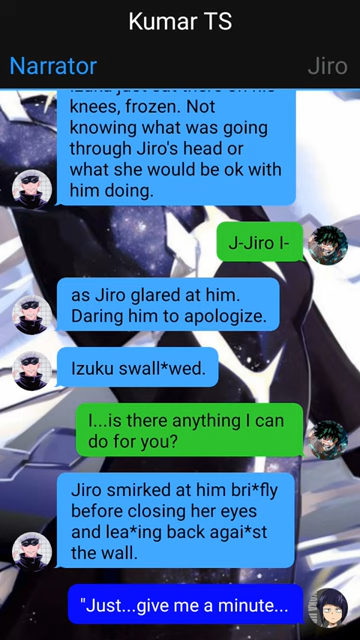 Kumar TS
Narrator
Jiro
knees, frozen. Not
knowing what was going
through Jiro's head or
what she would be ok with
him doing.
J-Jiro I-
as Jiro glared at him.
Daring him to apologize.
Izuku swall*wed.
I...is there anything I can
do for you?
Jiro smirked at him bri*fly
before closing her eyes
and lea*ing back agai*st
the wall.
"Just...give me a minute...